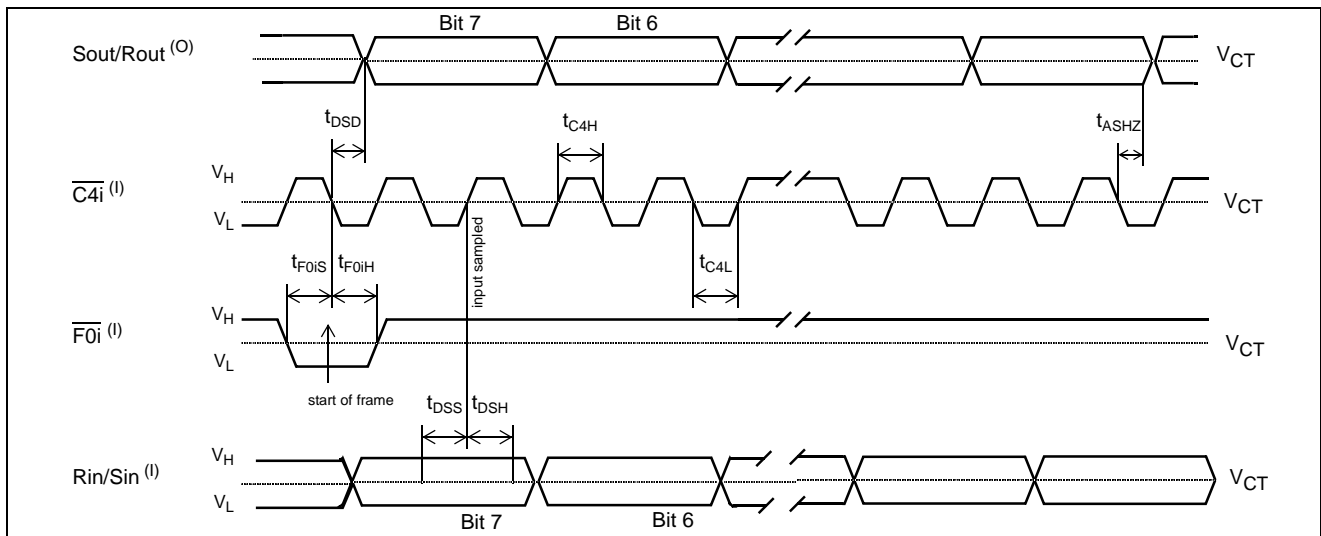 Bit 7 Bit 6
Sout/Rout (O) VCT
tDSD tC4H tASHZ
VH
C4i (I) VCT
VL
tF0iS tF0iH input sampled tC4L
VH
F0i (I) VCT
VL
start of frame tDSS tDSH
VH
Rin/Sin (I) VCT
VL
Bit 7 Bit 6